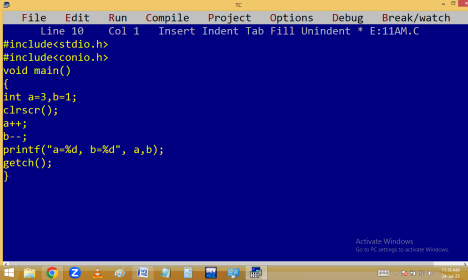 TC
File Edit Run Compile Project Options Debug Break/watch
Line 10 Col 1 Insert Indent Tab Fill Unindent * E:11AM.C
#include<stdio.h>
#include<conio.h>
void main()
{
int a=3,b=1;
clrscr();
a++;
b--;
printf("a=%d, b=%d", a,b);
getch();
}
Activate Windows
Go to PC settings to activate Windows.